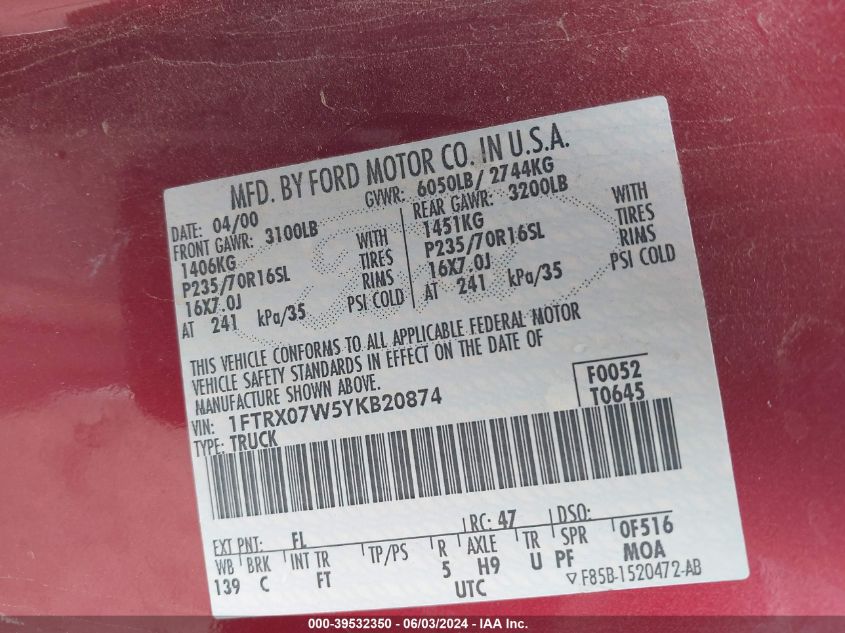 MFD. BY FORD MOTOR CO. IN U.S.A.
DATE: 04/00 GVWR: 6050LB/ 2744KG
FRONT GAWR: 3100LB REAR GAWR: 3200LB
1406KG WITH 1451KG WITH
P235/70R16SL TIRES P235/70R16SL TIRES
16X7.0J RIMS 16X7.0J RIMS
AT 241 kPa/35 PSI COLD AT 241 kPa/35 PSI COLD
THIS VEHICLE CONFORMS TO ALL APPLICABLE FEDERAL MOTOR
VEHICLE SAFETY STANDARDS IN EFFECT ON THE DATE OF
MANUFACTURE SHOWN ABOVE.
VIN: 1FTRX07W5YKB20874
TYPE: TRUCK
F0052
T0645
EXT PNT: FL RC: 47 DSO:
WB BRK INT TR TP/PS R AXLE TR SPR 0F516
139 C FT 5 H9 U PF MOA
UTC ▽F85B-1520472-AB
000-39532350 - 06/03/2024 - IAA Inc.